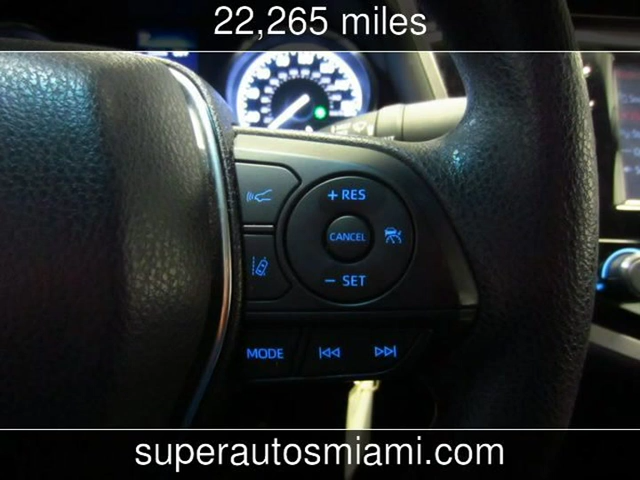 22,265 miles
+ RES
CANCEL
− SET
MODE
superautosmiami.com